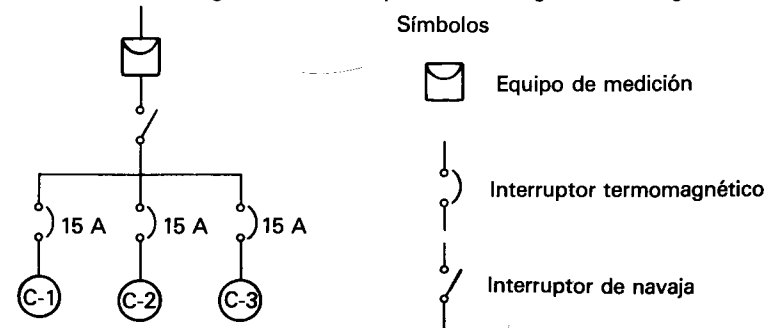 Símbolos
Equipo de medición
Interruptor termomagnético
15 A 15 A 15 A
Interruptor de navaja
C-1 C-2 C-3